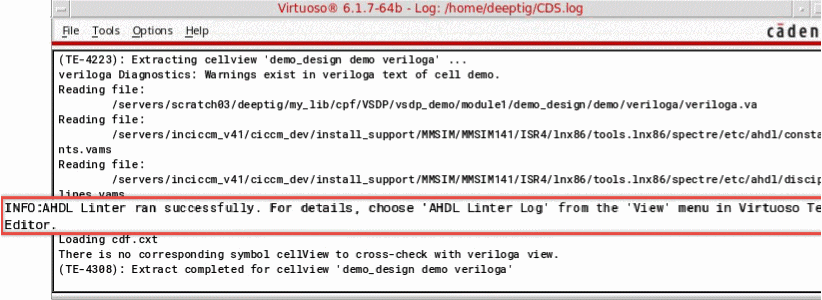 Virtuoso® 6.1.7-64b - Log: /home/deeptig/CDS.log
File Tools Options Help
cāden
(TE-4223): Extracting cellview 'demo_design demo veriloga' ...
veriloga Diagnostics: Warnings exist in veriloga text of cell demo.
Reading file:
/servers/scratch03/deeptig/my_lib/cpf/VSDP/vsdp_demo/module1/demo_design/demo/veriloga/veriloga.va
Reading file:
/servers/inciccm_v41/ciccm_dev/install_support/MMSIM/MMSIM141/ISR4/lnx86/tools.lnx86/spectre/etc/ahdl/consta
nts.vams
Reading file:
/servers/inciccm_v41/ciccm_dev/install_support/MMSIM/MMSIM141/ISR4/lnx86/tools.lnx86/spectre/etc/ahdl/discip
lines.vams
INFO:AHDL Linter ran successfully. For details, choose 'AHDL Linter Log' from the 'View' menu in Virtuoso Te
Editor.
Loading cdf.cxt
There is no corresponding symbol cellView to cross-check with veriloga view.
(TE-4308): Extract completed for cellview 'demo_design demo veriloga'